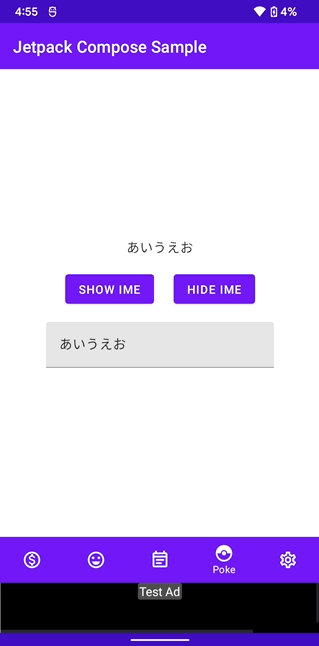 4:55 4%
Jetpack Compose Sample
あいうえお
SHOW IME HIDE IME
あいうえお
Poke
Test Ad